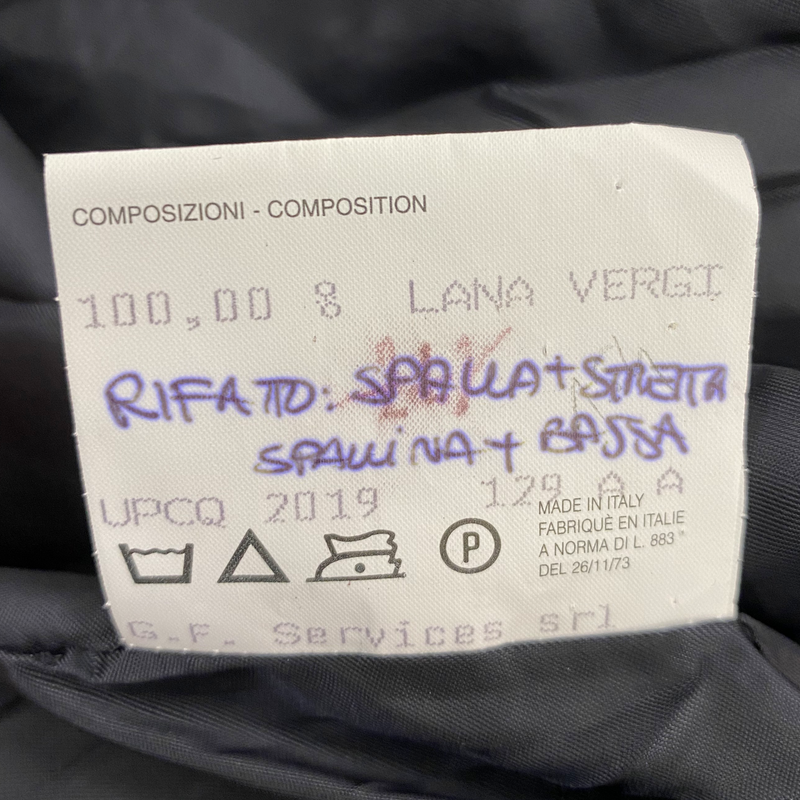 COMPOSIZIONI - COMPOSITION
100,00 % LANA VERGI
RIFATTO: SPALLA + STRETTA
SPALLINA + BASSA
UPCQ 2019 129 A A
MADE IN ITALY
FABRIQUÈ EN ITALIE
A NORMA DI L. 883
DEL 26/11/73
P
G.F. Services srl